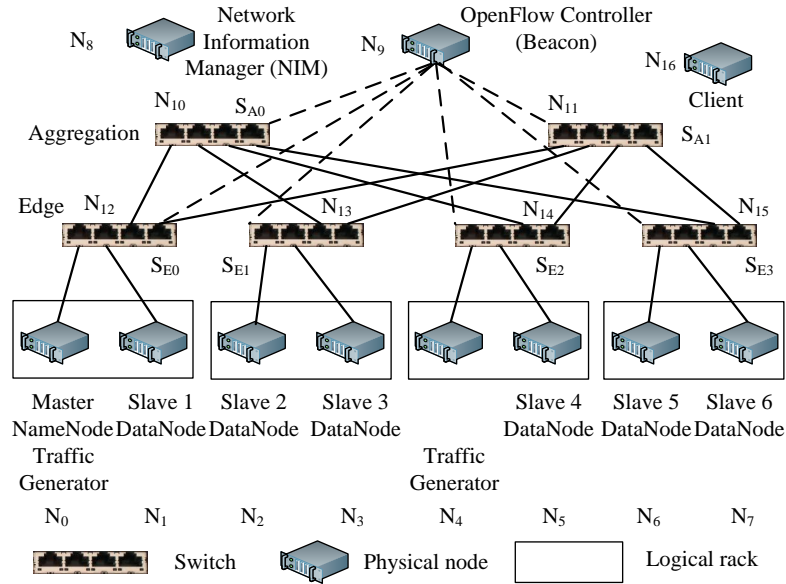 N8
Network
Information
Manager (NIM)
N9
OpenFlow Controller
(Beacon)
N16
Client
N10
SA0
N11
Aggregation
SA1
Edge
N12
N13
N14
N15
SE0
SE1
SE2
SE3
Master
NameNode
Traffic
Generator
Slave 1
DataNode
Slave 2
DataNode
Slave 3
DataNode
Traffic
Generator
Slave 4
DataNode
Slave 5
DataNode
Slave 6
DataNode
N0 N1 N2 N3 N4 N5 N6 N7
Switch
Physical node
Logical rack